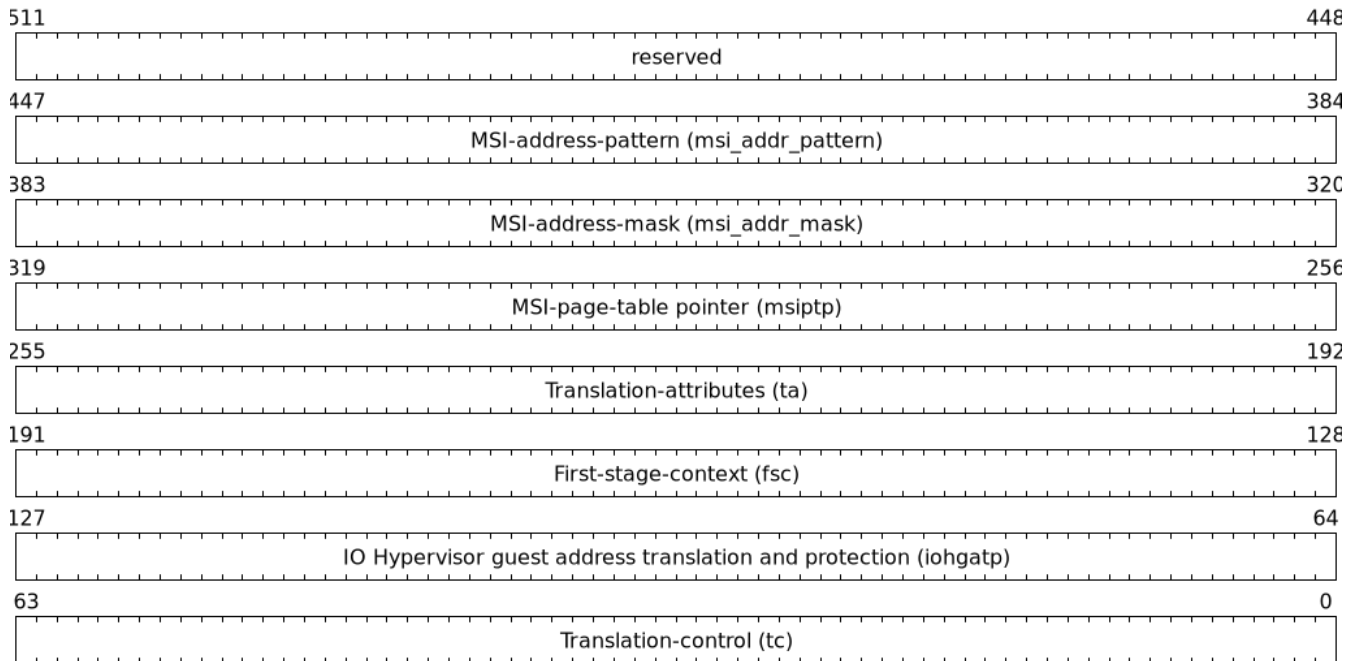 511 448
reserved
447 384
MSI-address-pattern (msi_addr_pattern)
383 320
MSI-address-mask (msi_addr_mask)
319 256
MSI-page-table pointer (msiptp)
255 192
Translation-attributes (ta)
191 128
First-stage-context (fsc)
127 64
IO Hypervisor guest address translation and protection (iohgatp)
63 0
Translation-control (tc)